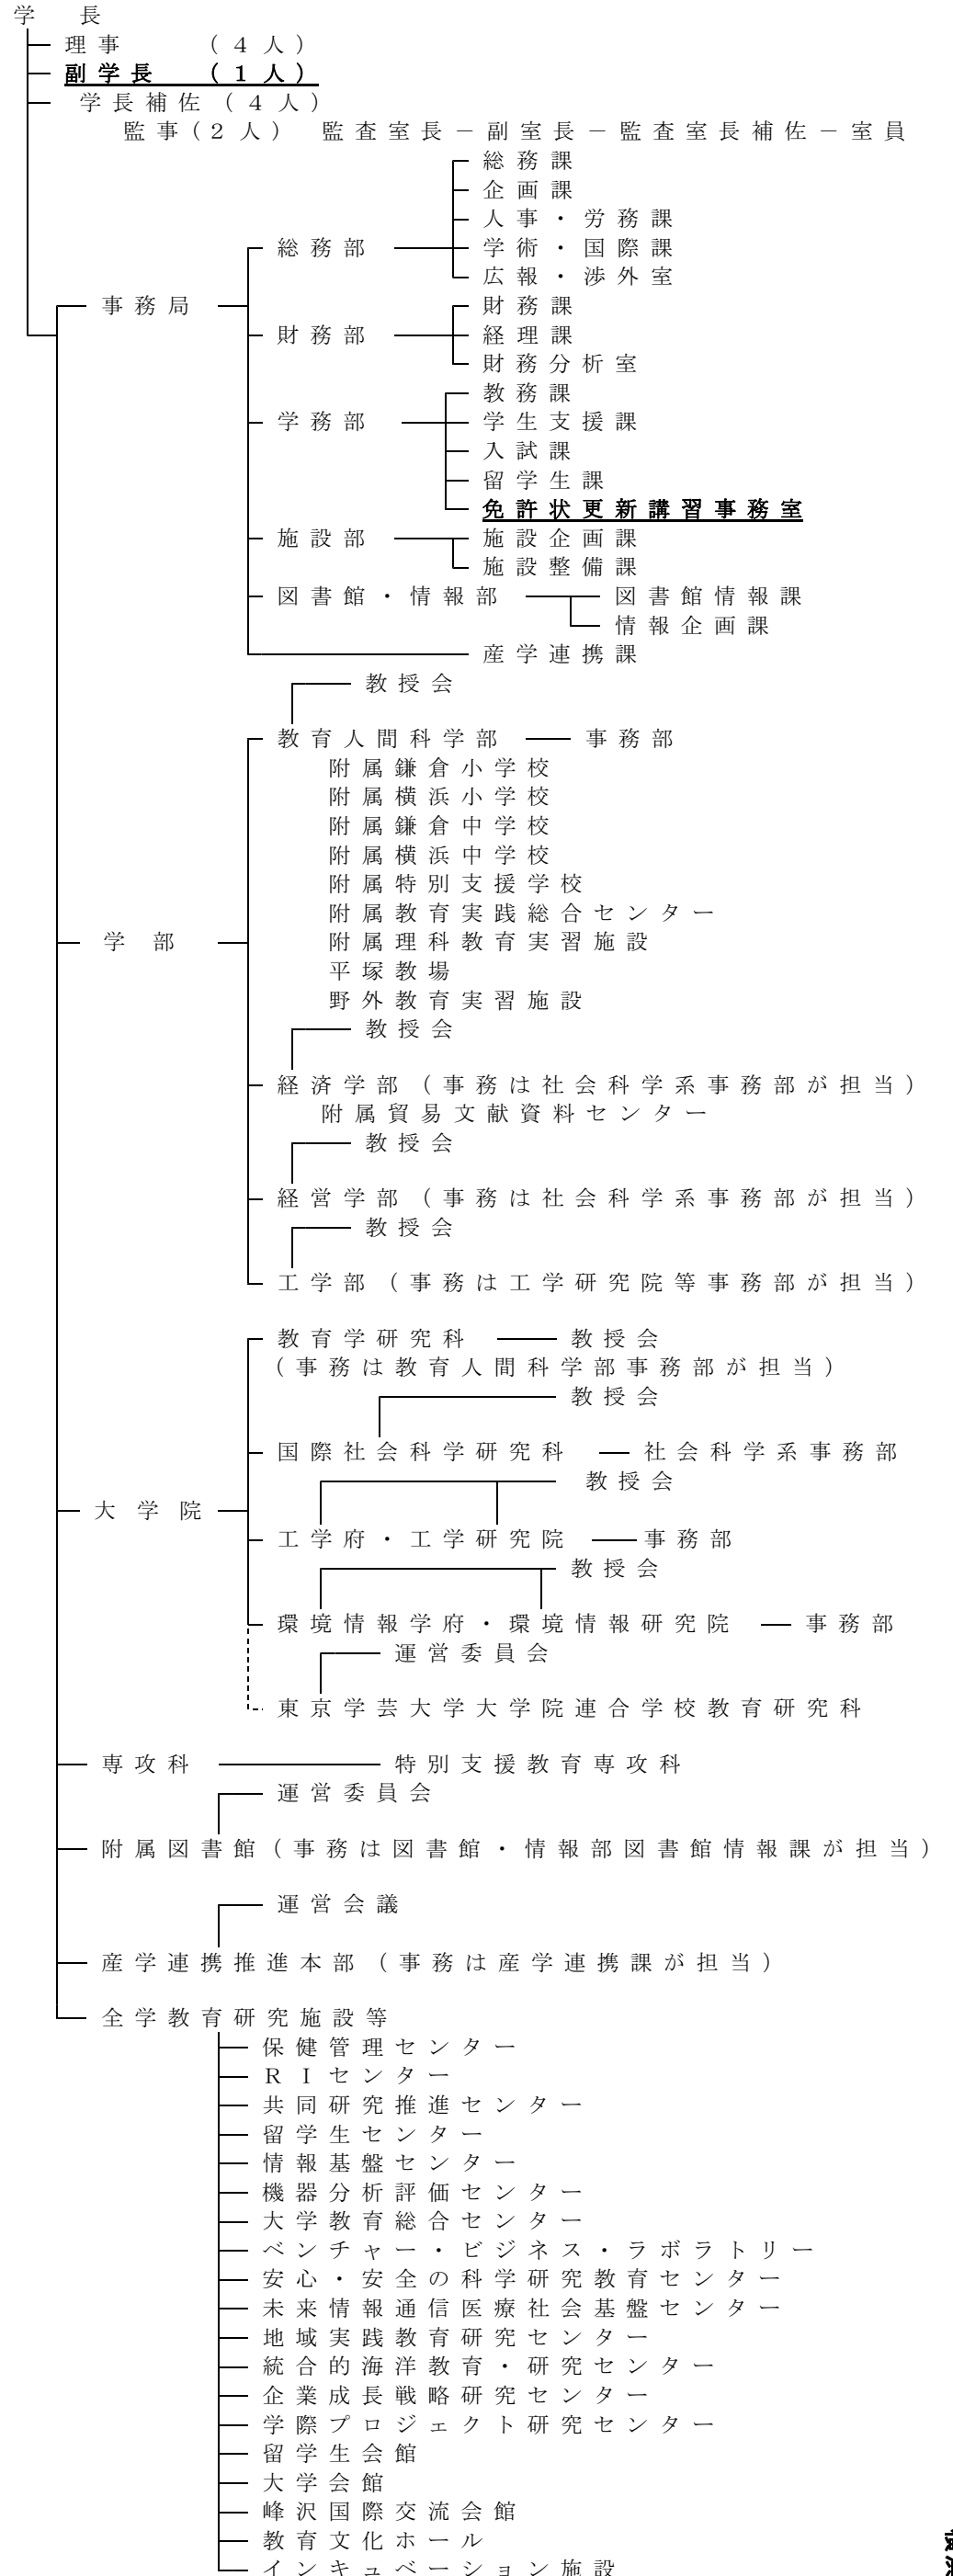 学長
理事 （４人）
副学長 （１人）
学長補佐（４人）
監事（２人） 監査室長－副室長－監査室長補佐－室員
総務課
企画課
人事・労務課
総務部 学術・国際課
広報・渉外室
事務局 財務課
財務部 経理課
財務分析室
教務課
学務部 学生支援課
入試課
留学生課
免許状更新講習事務室
施設部 施設企画課
施設整備課
図書館・情報部 図書館情報課
情報企画課
産学連携課
教授会
教育人間科学部 事務部
附属鎌倉小学校
附属横浜小学校
附属鎌倉中学校
附属横浜中学校
附属特別支援学校
附属教育実践総合センター
学部 附属理科教育実習施設
平塚教場
野外教育実習施設
教授会
経済学部（事務は社会科学系事務部が担当）
附属貿易文献資料センター
教授会
経営学部（事務は社会科学系事務部が担当）
教授会
工学部（事務は工学研究院等事務部が担当）
教育学研究科 教授会
（事務は教育人間科学部事務部が担当）
教授会
国際社会科学研究科 社会科学系事務部
教授会
大学院
工学府・工学研究院 事務部
教授会
環境情報学府・環境情報研究院 事務部
運営委員会
東京学芸大学大学院連合学校教育研究科
専攻科 特別支援教育専攻科
運営委員会
附属図書館（事務は図書館・情報部図書館情報課が担当）
運営会議
産学連携推進本部（事務は産学連携課が担当）
全学教育研究施設等
保健管理センター
ＲＩセンター
共同研究推進センター
留学生センター
情報基盤センター
機器分析評価センター
大学教育総合センター
ベンチャー・ビジネス・ラボラトリー
安心・安全の科学研究教育センター
未来情報通信医療社会基盤センター
地域実践教育研究センター
統合的海洋教育・研究センター
企業成長戦略研究センター
学際プロジェクト研究センター
留学生会館
大学会館
峰沢国際交流会館
教育文化ホール
インキュベーション施設